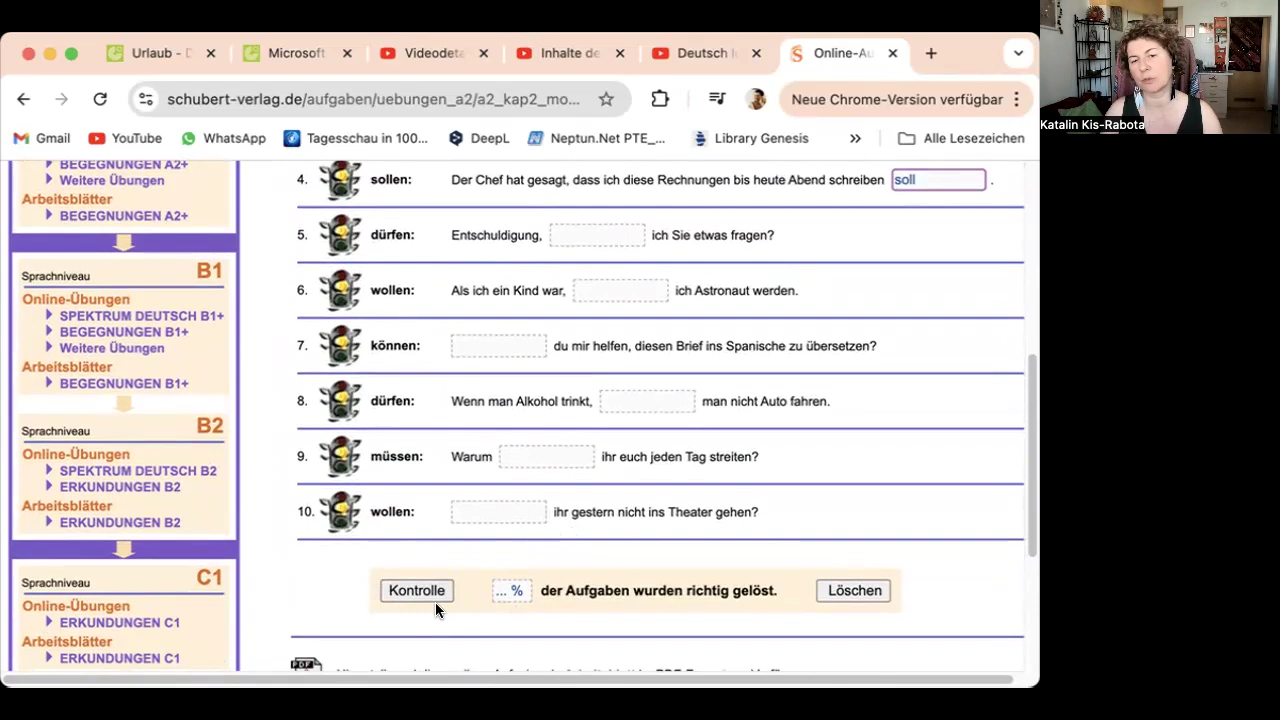 Urlaub - D
Microsoft
Videodeta
Inhalte de
Deutsch l
Online-Au
schubert-verlag.de/aufgaben/uebungen_a2/a2_kap2_mo...
Neue Chrome-Version verfügbar
Gmail
YouTube
WhatsApp
Tagesschau in 100...
DeepL
Neptun.Net PTE_...
Library Genesis
»
Alle Lesezeichen
Katalin Kis-Rabota
BEGEGNUNGEN A2+
Weitere Übungen
Arbeitsblätter
BEGEGNUNGEN A2+
Sprachniveau B1
Online-Übungen
SPEKTRUM DEUTSCH B1+
BEGEGNUNGEN B1+
Weitere Übungen
Arbeitsblätter
BEGEGNUNGEN B1+
Sprachniveau B2
Online-Übungen
SPEKTRUM DEUTSCH B2
ERKUNDUNGEN B2
Arbeitsblätter
ERKUNDUNGEN B2
Sprachniveau C1
Online-Übungen
ERKUNDUNGEN C1
Arbeitsblätter
ERKUNDUNGEN C1
4. sollen: Der Chef hat gesagt, dass ich diese Rechnungen bis heute Abend schreiben soll .
5. dürfen: Entschuldigung, ich Sie etwas fragen?
6. wollen: Als ich ein Kind war, ich Astronaut werden.
7. können: du mir helfen, diesen Brief ins Spanische zu übersetzen?
8. dürfen: Wenn man Alkohol trinkt, man nicht Auto fahren.
9. müssen: Warum ihr euch jeden Tag streiten?
10. wollen: ihr gestern nicht ins Theater gehen?
Kontrolle ... % der Aufgaben wurden richtig gelöst. Löschen
PDF